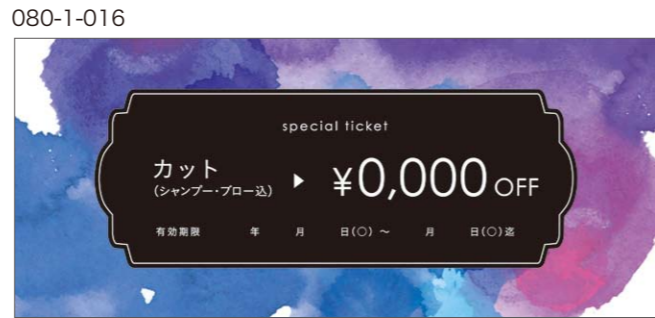 080-1-016
special ticket
カット ▶ ¥0,000 OFF
(シャンプー・ブロー込)
有効期限 年 月 日(〇) ~ 月 日(〇)迄